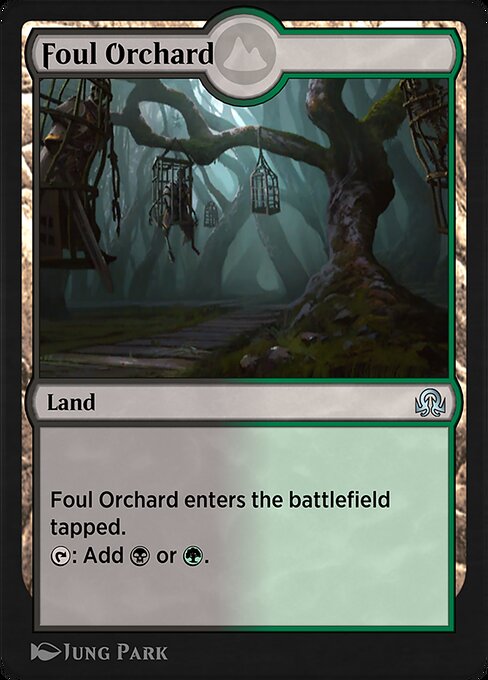 Foul Orchard
Land
Foul Orchard enters the battlefield
tapped.
: Add or .
Jung Park